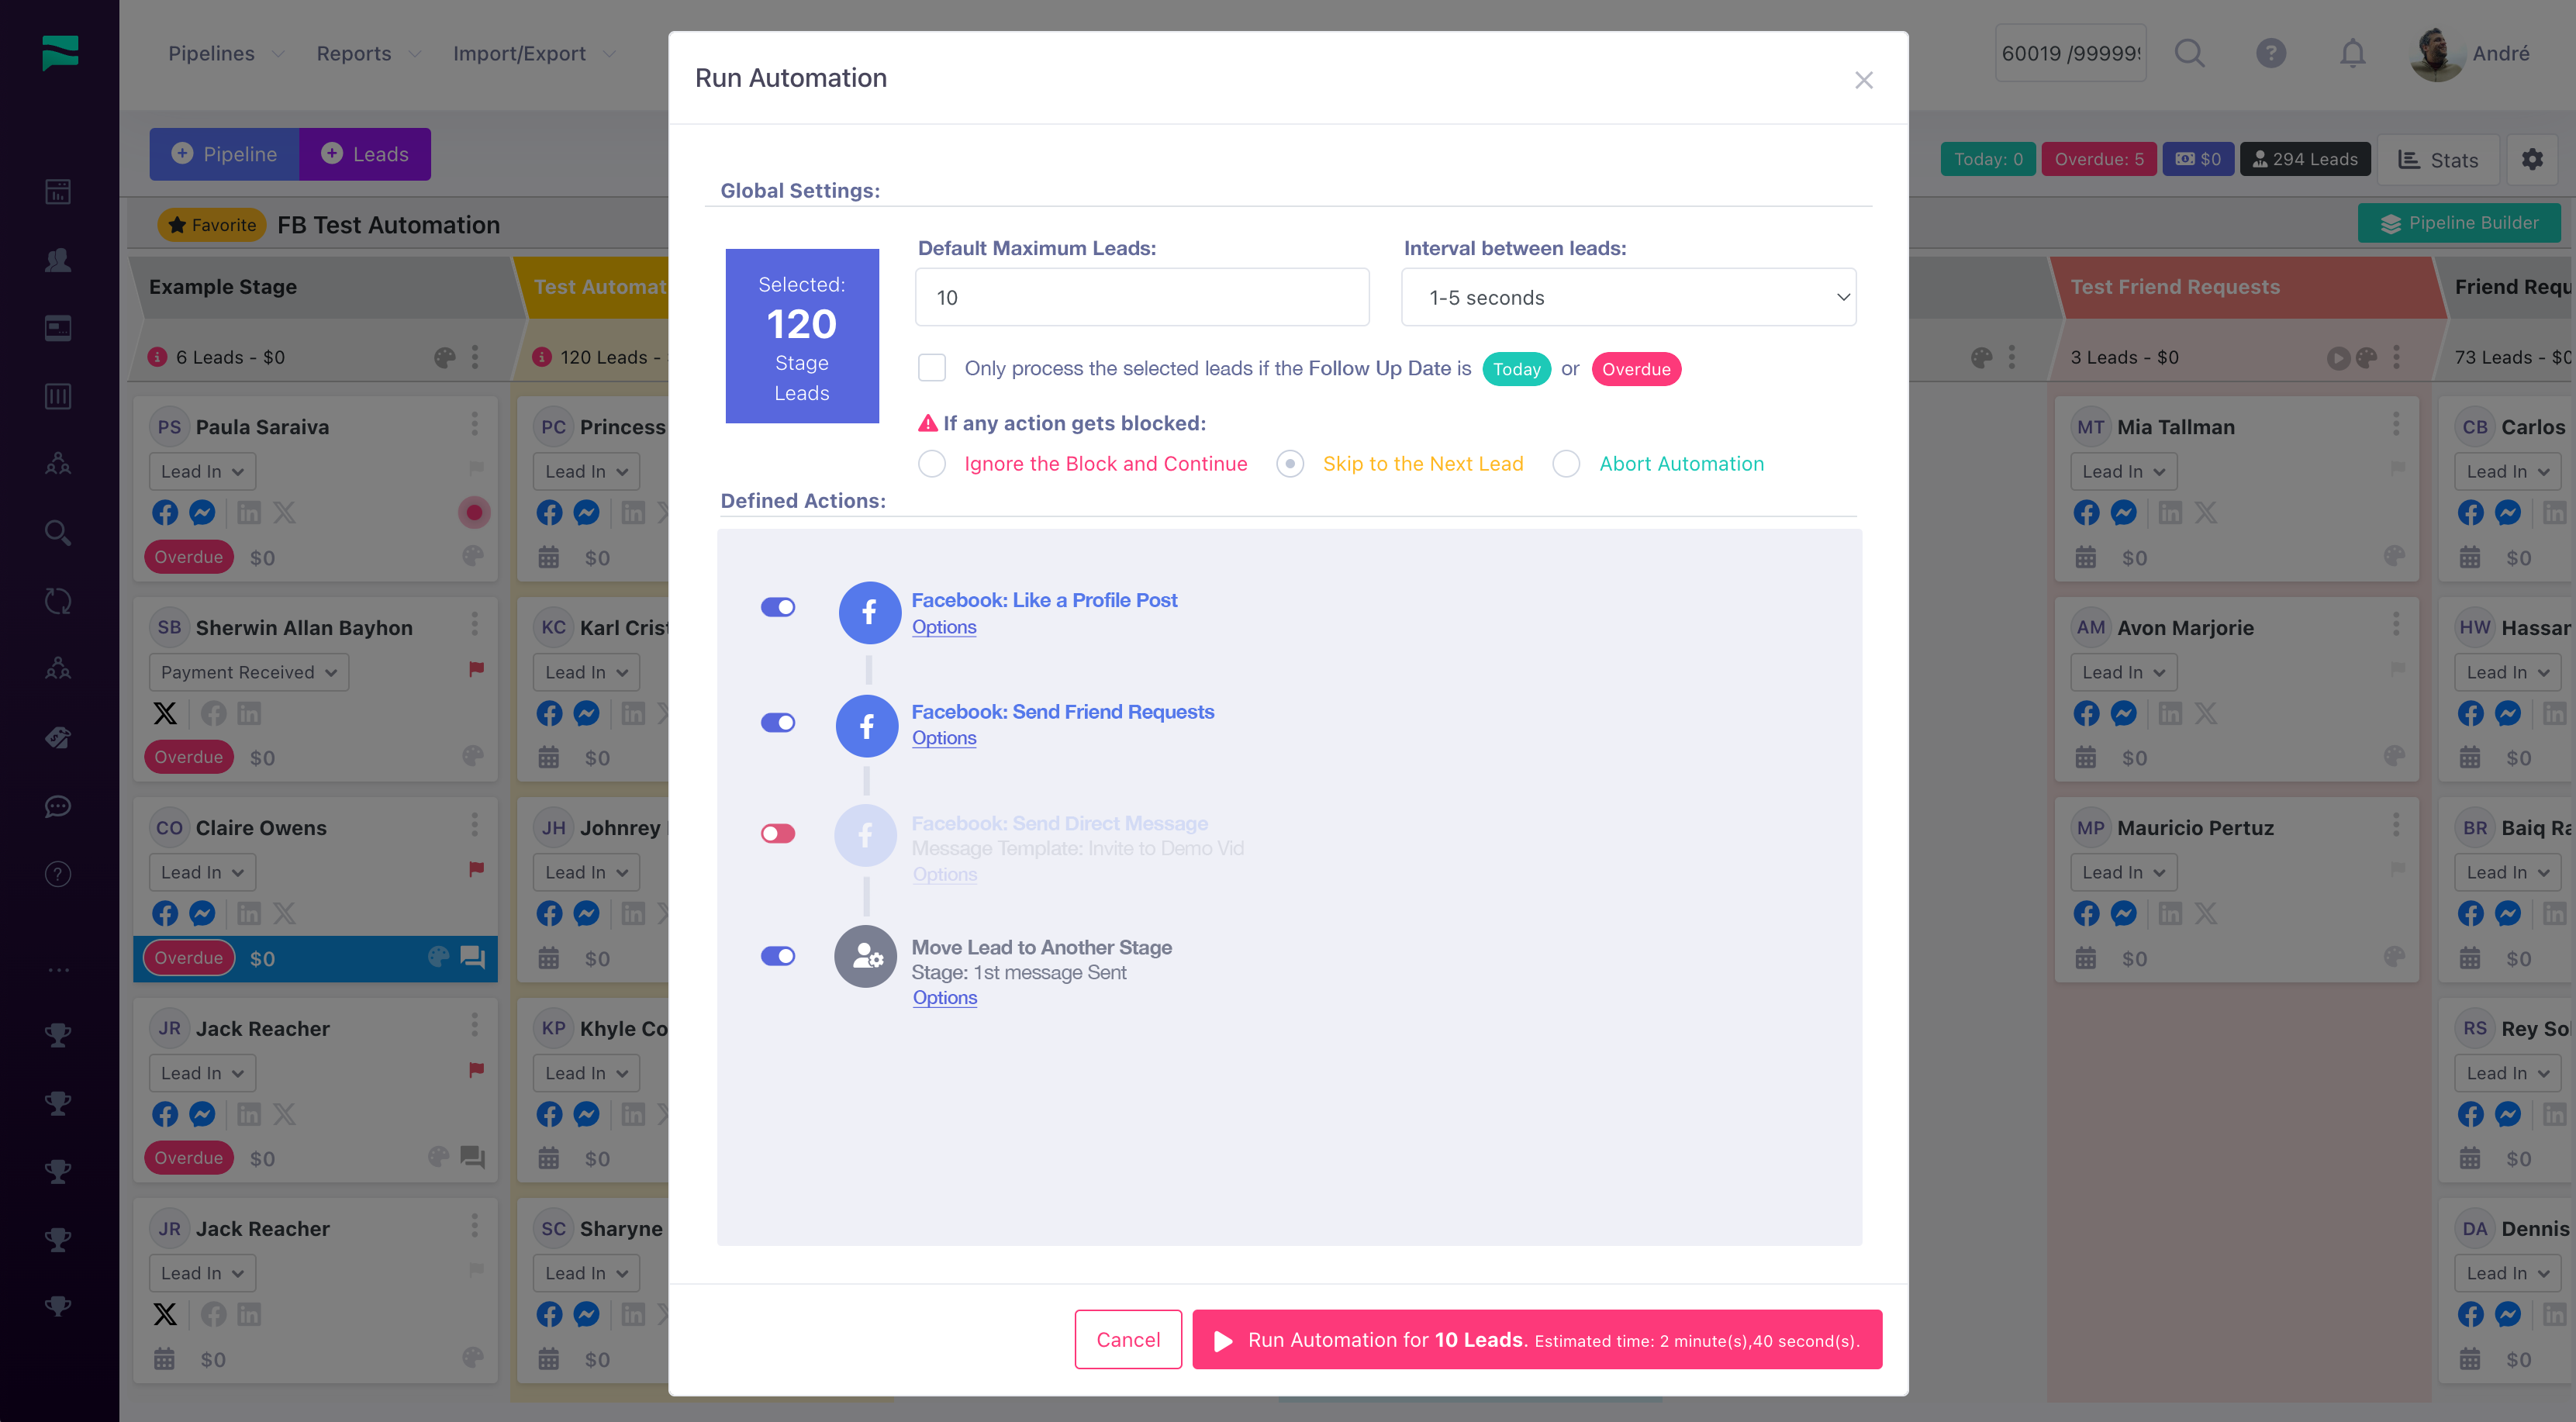 Pipelines Reports Import/Export
60019 /99999
André
Pipeline Leads
Today: 0 Overdue: 5 $0 294 Leads Stats
Favorite FB Test Automation
Pipeline Builder
Example Stage
6 Leads - $0
PS Paula Saraiva
Lead In
Overdue $0
SB Sherwin Allan Bayhon
Payment Received
Overdue $0
CO Claire Owens
Lead In
Overdue $0
JR Jack Reacher
Lead In
Overdue $0
JR Jack Reacher
Lead In
$0
Test Automat
120 Leads -
PC Princess
Lead In
$0
KC Karl Crist
Lead In
$0
JH Johnrey
Lead In
$0
KP Khyle Co
Lead In
$0
SC Sharyne
Lead In
$0
Run Automation
Global Settings:
Selected:
120
Stage
Leads
Default Maximum Leads:
10
Interval between leads:
1-5 seconds
Only process the selected leads if the Follow Up Date is Today or Overdue
If any action gets blocked:
Ignore the Block and Continue Skip to the Next Lead Abort Automation
Defined Actions:
Facebook: Like a Profile Post
Options
Facebook: Send Friend Requests
Options
Facebook: Send Direct Message
Message Template: Invite to Demo Vid
Options
Move Lead to Another Stage
Stage: 1st message Sent
Options
Cancel
Run Automation for 10 Leads. Estimated time: 2 minute(s),40 second(s).
Test Friend Requests
3 Leads - $0
MT Mia Tallman
Lead In
$0
AM Avon Marjorie
Lead In
$0
MP Mauricio Pertuz
Lead In
$0
Friend Requ
73 Leads - $0
CB Carlos
Lead In
$0
HW Hassan
Lead In
$0
BR Baiq Ra
Lead In
$0
RS Rey So
Lead In
$0
DA Dennis
Lead In
$0